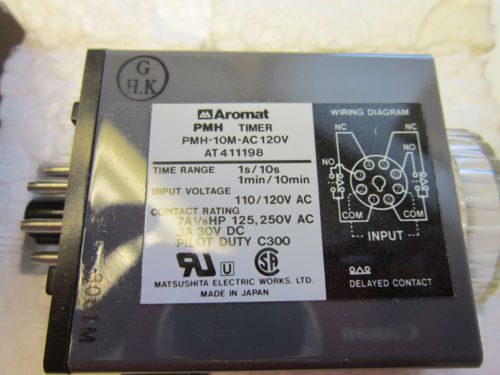 G
H.K
Aromat
PMH TIMER
PMH-10M-AC120V
AT411198
TIME RANGE 1s/10s
1min/10min
INPUT VOLTAGE
110/120V AC
CONTACT RATING
7A 1/6HP 125,250V AC
3A 30V DC
PILOT DUTY C300
MATSUSHITA ELECTRIC WORKS. LTD.
MADE IN JAPAN
WIRING DIAGRAM
NC NC
NO NO
COM COM
INPUT
DELAYED CONTACT